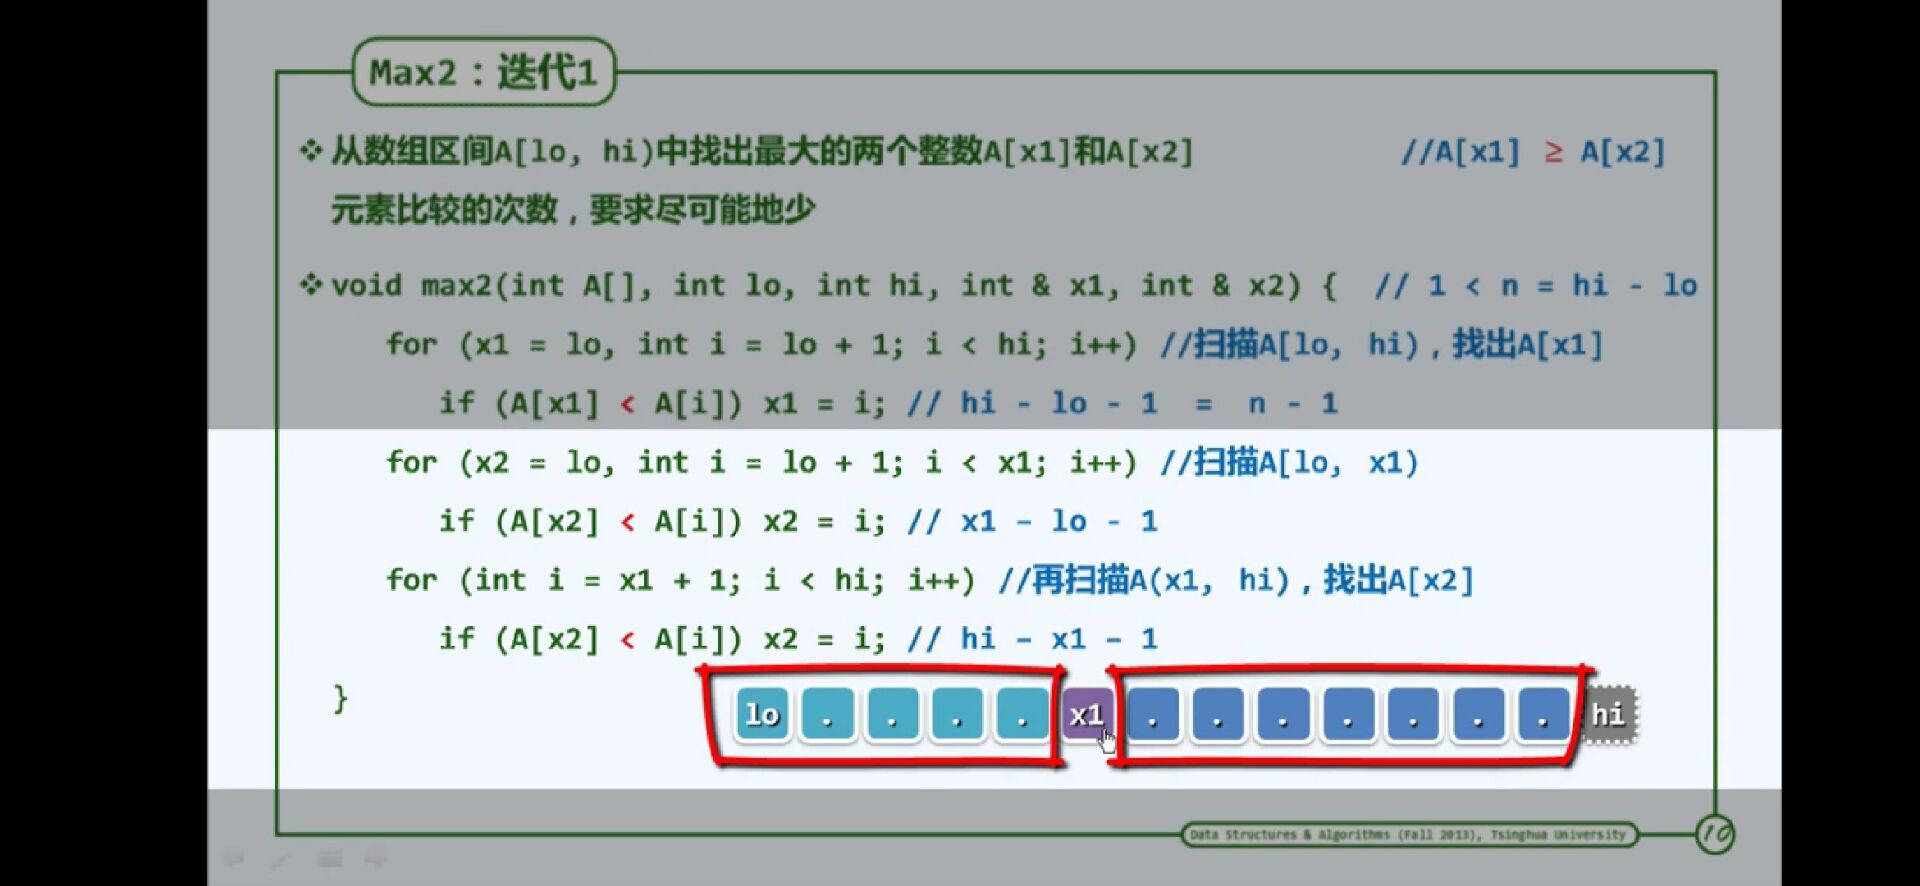 Max2：迭代1
❖从数组区间A[lo, hi)中找出最大的两个整数A[x1]和A[x2] //A[x1] ≥ A[x2]
元素比较的次数，要求尽可能地少
❖void max2(int A[], int lo, int hi, int & x1, int & x2) { // 1 < n = hi - lo
for (x1 = lo, int i = lo + 1; i < hi; i++) //扫描A[lo, hi)，找出A[x1]
if (A[x1] < A[i]) x1 = i; // hi - lo - 1 = n - 1
for (x2 = lo, int i = lo + 1; i < x1; i++) //扫描A[lo, x1)
if (A[x2] < A[i]) x2 = i; // x1 – lo - 1
for (int i = x1 + 1; i < hi; i++) //再扫描A(x1, hi)，找出A[x2]
if (A[x2] < A[i]) x2 = i; // hi – x1 – 1
}
lo . . . . x1 . . . . . . . hi
Data Structures & Algorithms (Fall 2013), Tsinghua University
10